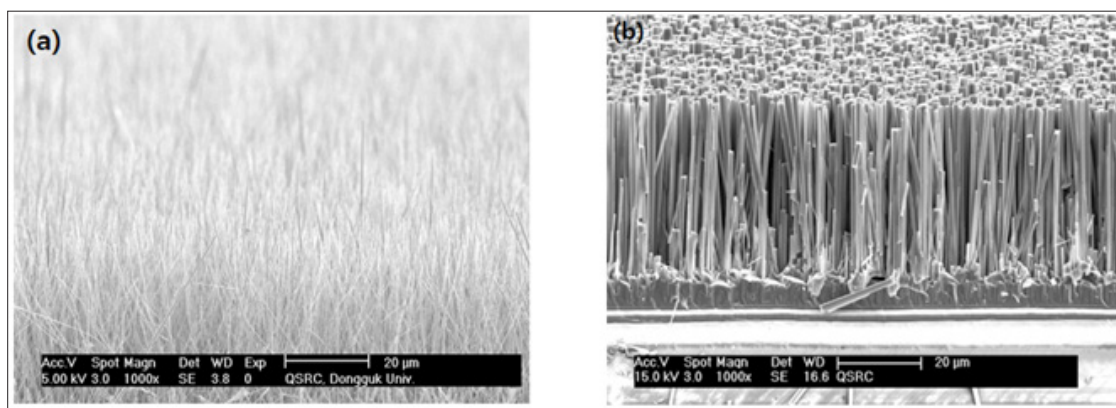 (a)
Acc.V Spot Magn Det WD Exp 20 µm
5.00 kV 3.0 1000x SE 3.8 0 QSRC, Dongguk Univ.
(b)
Acc.V Spot Magn Det WD 20 µm
15.0 kV 3.0 1000x SE 16.6 QSRC